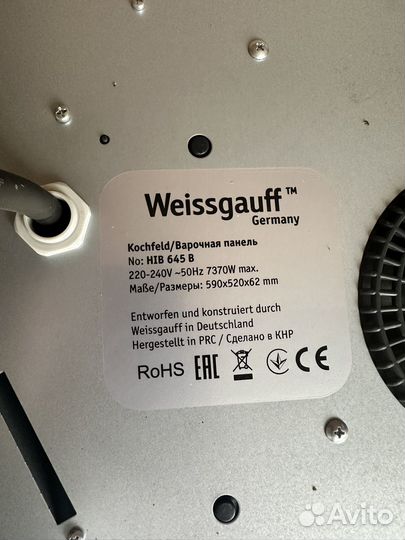 Weissgauff™
Germany
Kochfeld/Варочная панель
No: HIB 645 B
220-240V ~50Hz 7370W max.
Maße/Размеры: 590x520x62 mm
Entworfen und konstruiert durch
Weissgauff in Deutschland
Hergestellt in PRC / Сделано в КНР
RoHS EAC CE
Avito